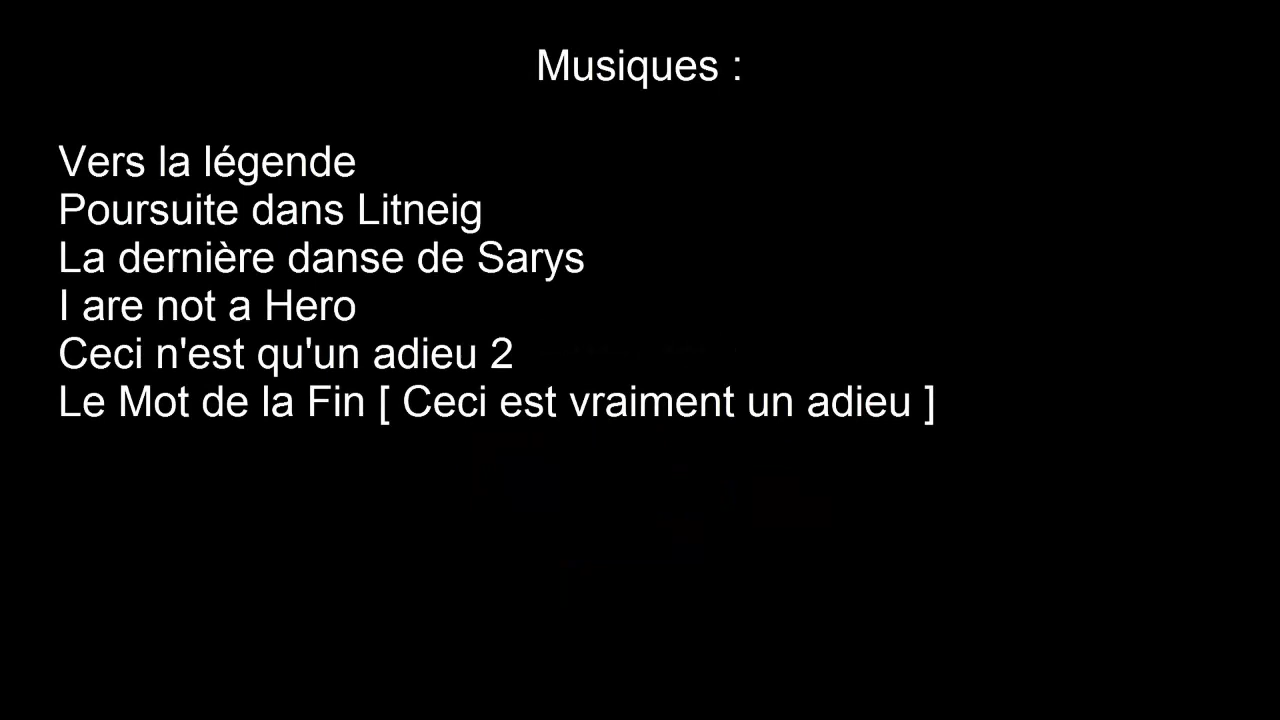 Musiques :
Vers la légende
Poursuite dans Litneig
La dernière danse de Sarys
I are not a Hero
Ceci n'est qu'un adieu 2
Le Mot de la Fin [ Ceci est vraiment un adieu ]